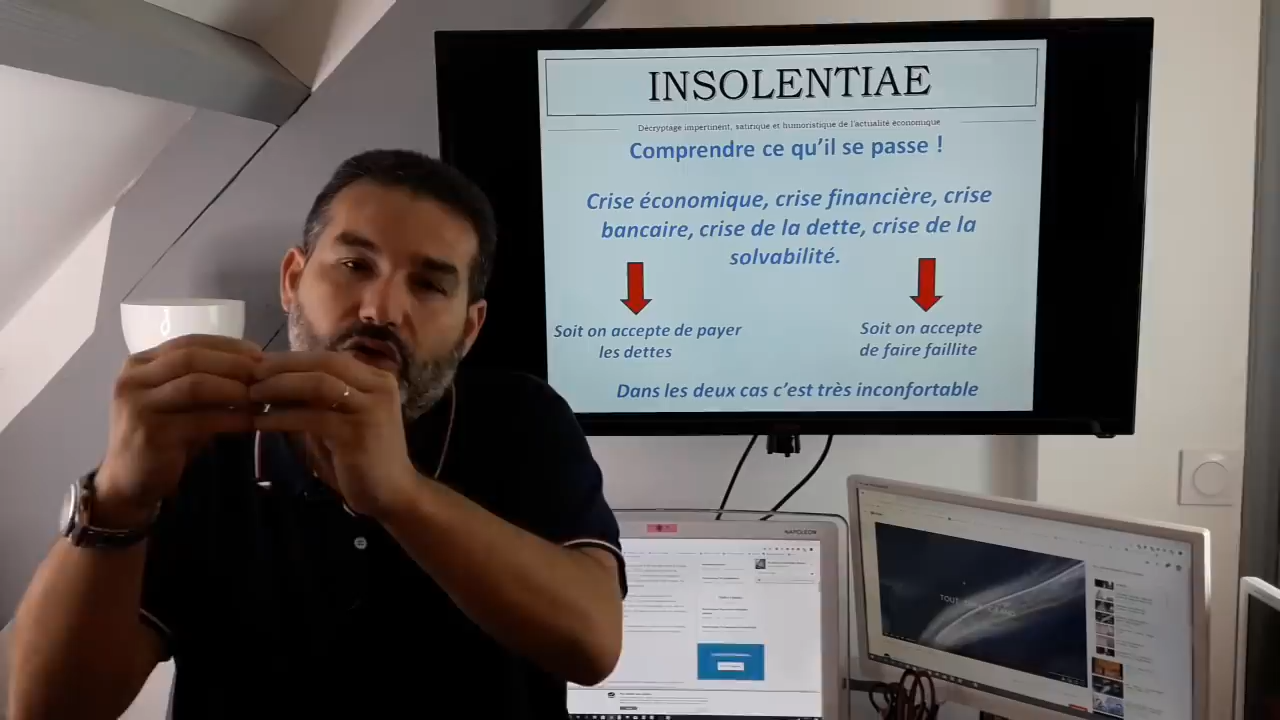 INSOLENTIAE
Décryptage impertinent, satirique et humoristique de l'actualité économique
Comprendre ce qu'il se passe !
Crise économique, crise financière, crise
bancaire, crise de la dette, crise de la
solvabilité.
Soit on accepte de payer
les dettes
Soit on accepte
de faire faillite
Dans les deux cas c'est très inconfortable
NAPOLEON
TOUT